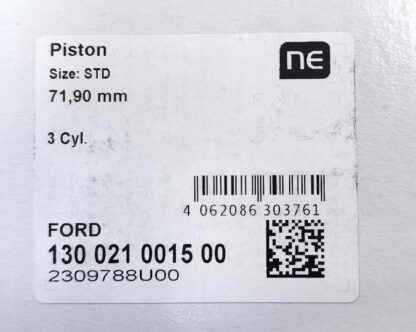 Piston
Size: STD
71,90 mm
3 Cyl.
ne
4 062086 303761
FORD
130 021 0015 00
2309788U00